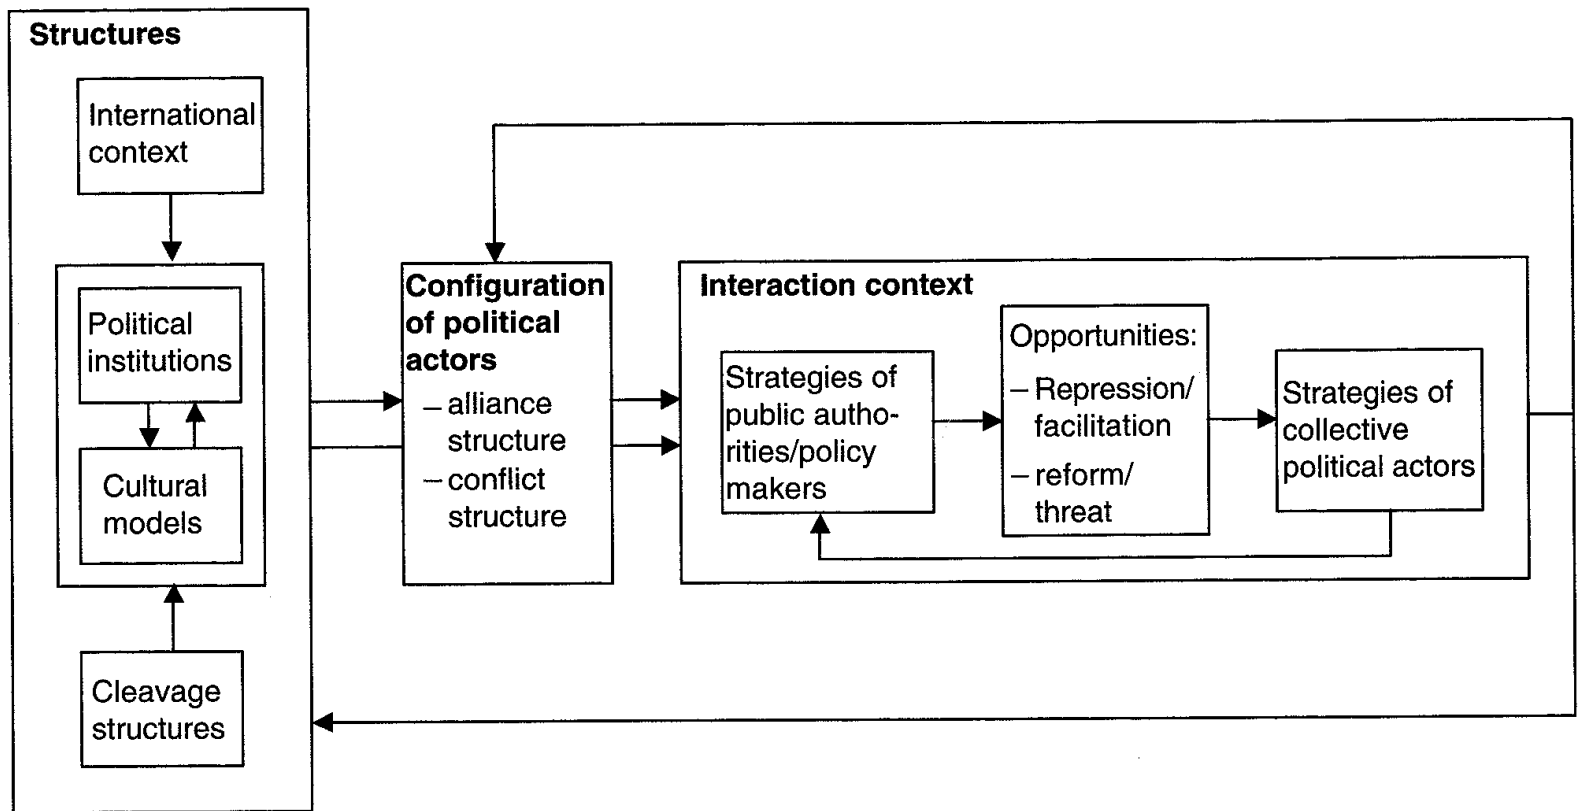 Structures
International
context
Political
institutions
Cultural
models
Cleavage
structures
Configuration
of political
actors
– alliance
structure
– conflict
structure
Interaction context
Strategies of
public autho-
rities/policy
makers
Opportunities:
– Repression/
facilitation
– reform/
threat
Strategies of
collective
political actors